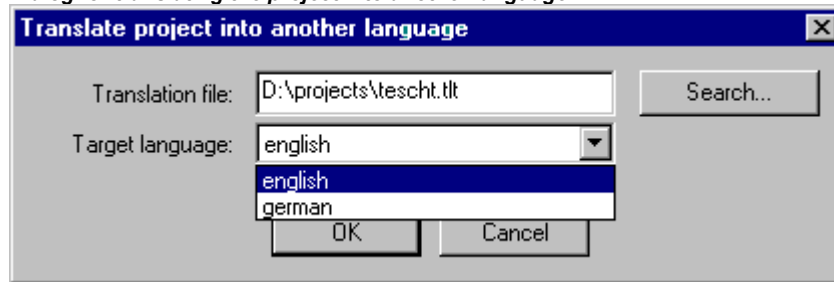 Translate project into another language
Translation file: D:\projects\tescht.tlt Search...
Target language: english
english
german
OK Cancel